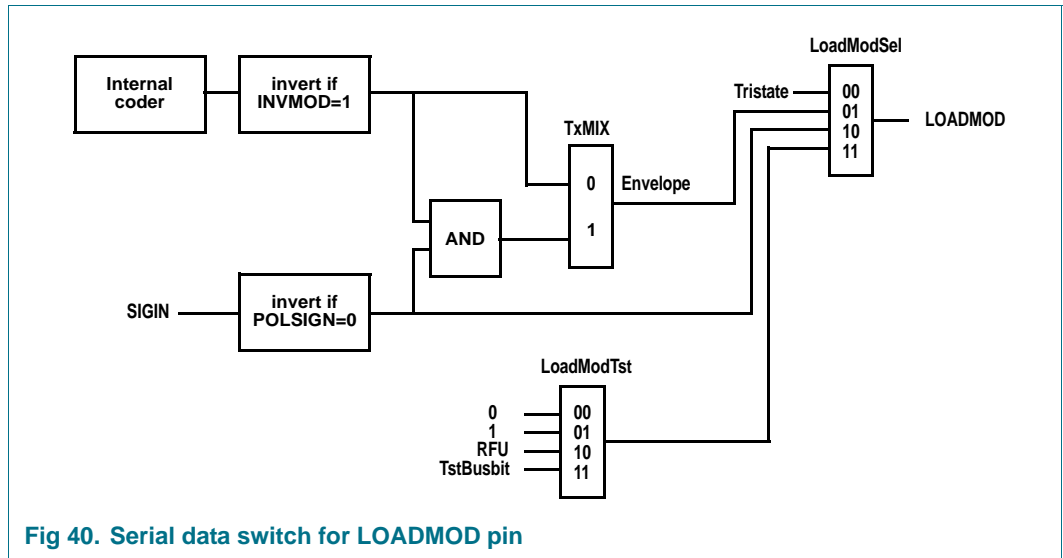 LoadModSel
Internal
coder
invert if
INVMOD=1
Tristate
00
01
10
11
LOADMOD
TxMIX
0
1
Envelope
AND
SIGIN
invert if
POLSIGN=0
LoadModTst
0
1
RFU
TstBusbit
00
01
10
11
Fig 40. Serial data switch for LOADMOD pin